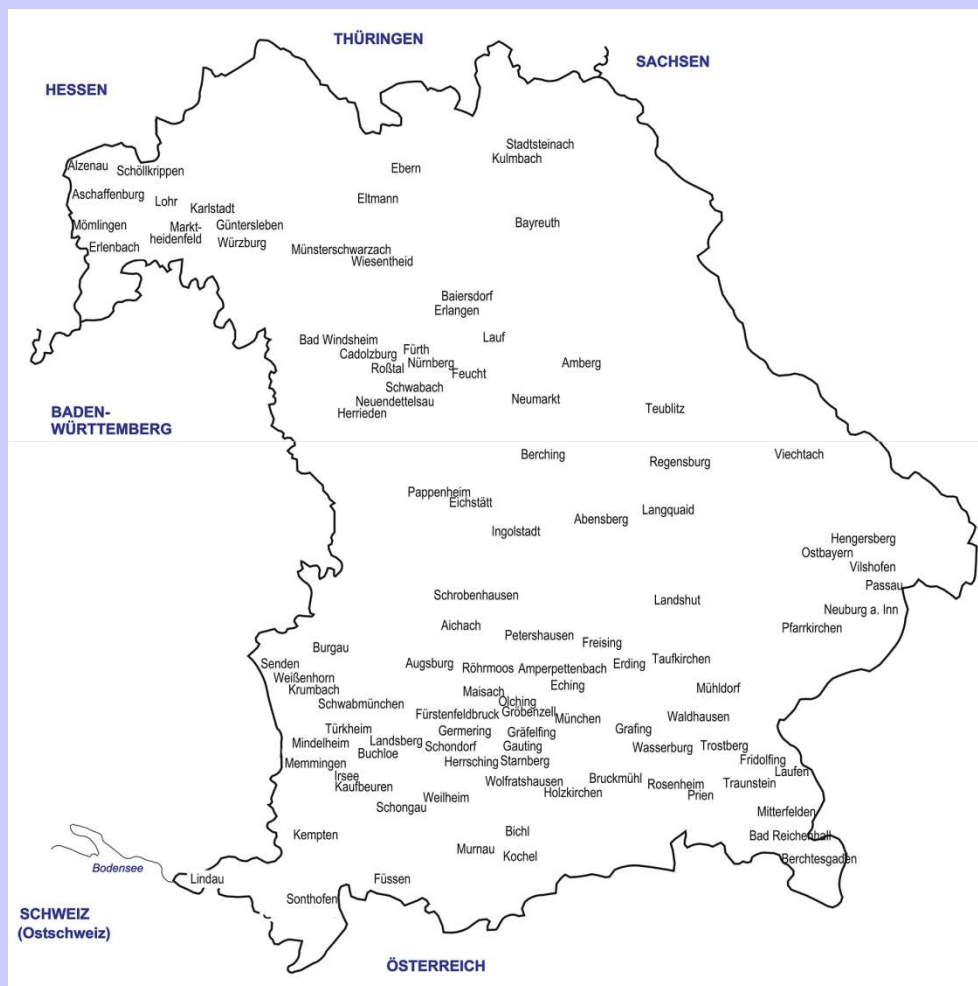 THÜRINGEN
SACHSEN
HESSEN
Stadtsteinach
Kulmbach
Alzenau
Schöllkrippen
Ebern
Aschaffenburg
Lohr
Karlstadt
Eltmann
Mömlingen
Markt-
heidenfeld
Güntersleben
Bayreuth
Erlenbach
Würzburg
Münsterschwarzach
Wiesentheid
Baiersdorf
Erlangen
Bad Windsheim
Lauf
Cadolzburg
Fürth
Roßtal
Nürnberg
Feucht
Amberg
Schwabach
Neuendettelsau
Herrieden
Neumarkt
Teublitz
BADEN-
WÜRTTEMBERG
Berching
Regensburg
Viechtach
Pappenheim
Eichstätt
Langquaid
Abensberg
Ingolstadt
Hengersberg
Ostbayern
Vilshofen
Passau
Schrobenhausen
Landshut
Neuburg a. Inn
Aichach
Petershausen
Pfarrkirchen
Freising
Burgau
Senden
Augsburg
Röhrmoos
Amperpettenbach
Erding
Taufkirchen
Weißenhorn
Krumbach
Eching
Mühldorf
Schwabmünchen
Maisach
Olching
Gröbenzell
Fürstenfeldbruck
München
Waldhausen
Türkheim
Germering
Gräfelfing
Grafing
Mindelheim
Landsberg
Schondorf
Gauting
Wasserburg
Trostberg
Buchloe
Memmingen
Herrsching
Starnberg
Fridolfing
Laufen
Irsee
Kaufbeuren
Wolfratshausen
Bruckmühl
Rosenheim
Traunstein
Holzkirchen
Prien
Weilheim
Schongau
Mitterfelden
Kempten
Bichl
Bad Reichenhall
Murnau
Kochel
Berchtesgaden
Bodensee
Lindau
Füssen
Sonthofen
SCHWEIZ
(Ostschweiz)
ÖSTERREICH